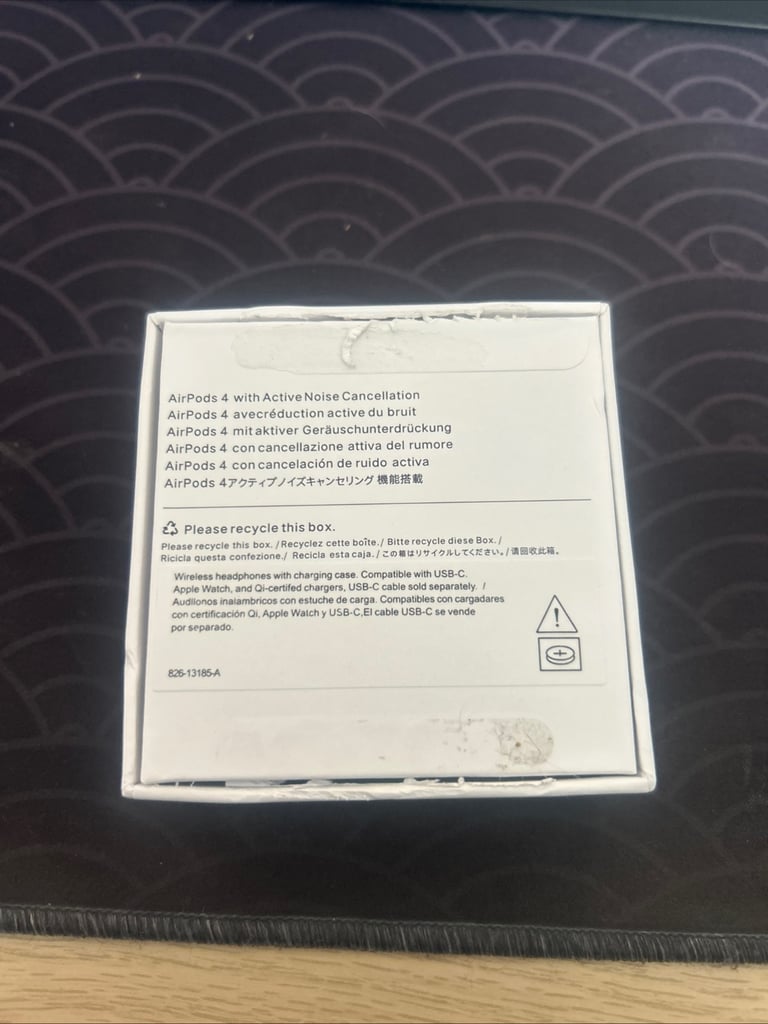 AirPods 4 with Active Noise Cancellation
AirPods 4 avecréduction active du bruit
AirPods 4 mitaktiver Geräuschunterdrückung
AirPods 4 con cancellazione attiva del rumore
AirPods 4 con cancelación de ruido activa
AirPods 4アクティブノイズキャンセリング 機能搭載
Please recycle this box.
Please recycle this box. /Recyclez cette boîte./ Bitte recycle diese Box./
Ricicla questa confezione./ Recicla esta caja./ この箱はリサイクルしてください。/请回收此箱。
Wireless headphones with charging case. Compatible with USB-C.
Apple Watch, and Qi-certifed chargers, USB-C cable sold separately. /
Audllonos inalambricos con estuche de carga. Compatibles con cargadares
con certificación Qi, Apple Watch y USB-C,El cable USB-C se vende
por separado.
826-13185-A